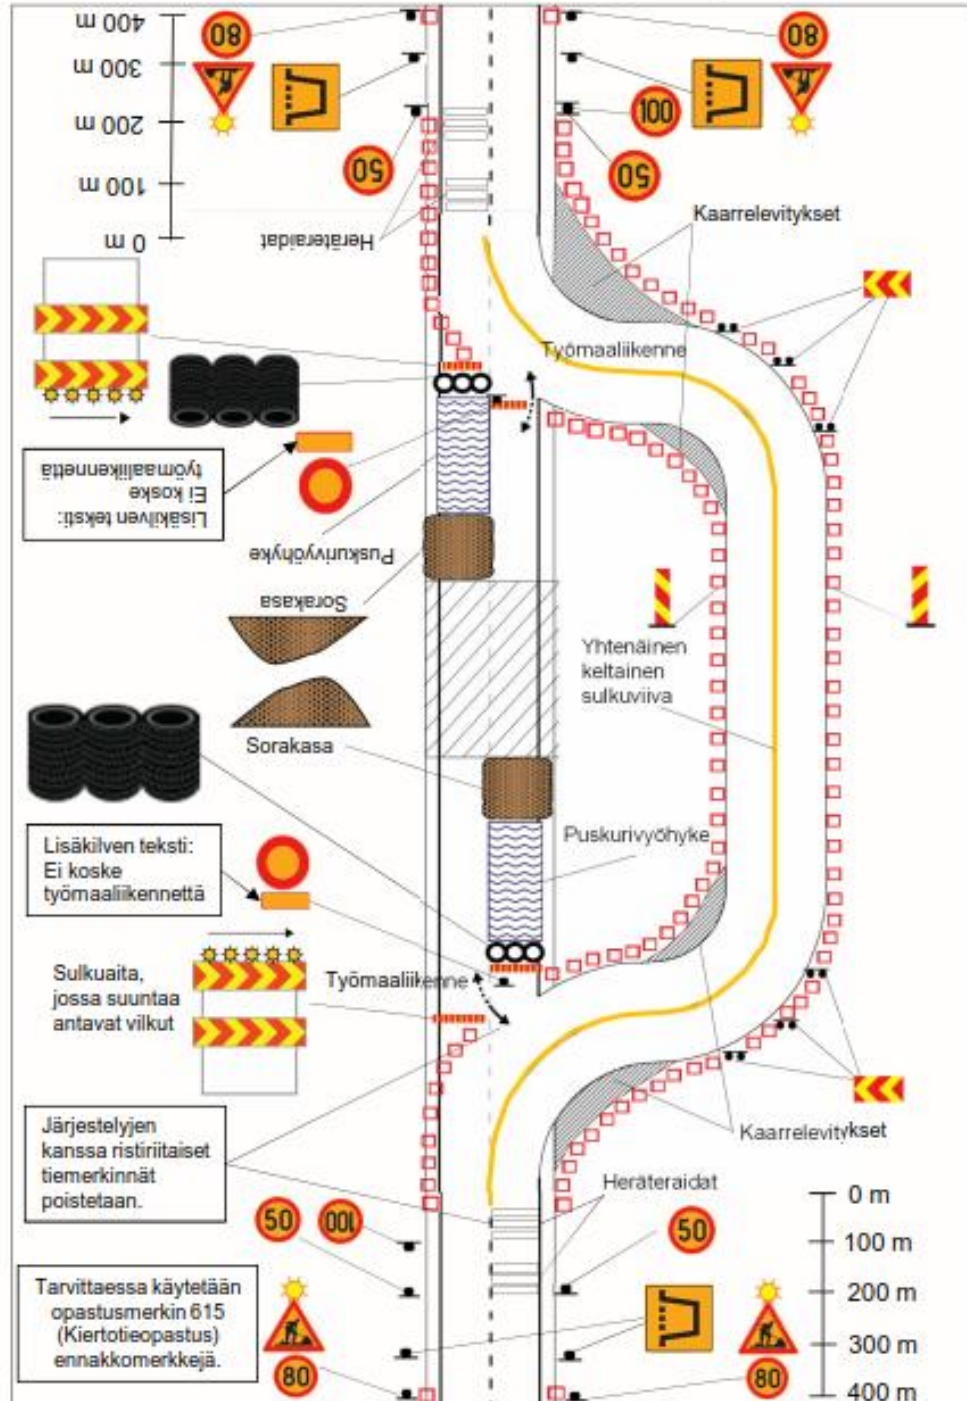 400 m
300 m
200 m
100 m
0 m
80
50
80
100
50
Heräteraidat
Kaarrelevitykset
Työmaaliikenne
Lisäkilven teksti:
Ei koske
työmaaliikennettä
Puskurivyöhyke
Sorakasa
Yhtenäinen
keltainen
sulkuviiva
Sorakasa
Puskurivyöhyke
Lisäkilven teksti:
Ei koske
työmaaliikennettä
Sulkuaita,
jossa suuntaa
antavat vilkut
Työmaaliikenne
Järjestelyjen
kanssa ristiriitaiset
tiemerkinnät
poistetaan.
Kaarrelevitykset
Heräteraidat
50
100
50
0 m
100 m
200 m
300 m
400 m
Tarvittaessa käytetään
opastusmerkin 615
(Kiertotieopastus)
ennakkomerkkejä.
80
80